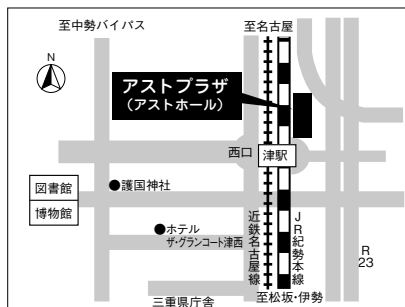 至中勢バイパス
至名古屋
N
アストプラザ
（アストホール）
西口
津駅
図書館
博物館
●護国神社
●ホテル
ザ・グランコート津西
近鉄名古屋線
JR紀勢本線
R
23
三重県庁舎
至松坂・伊勢